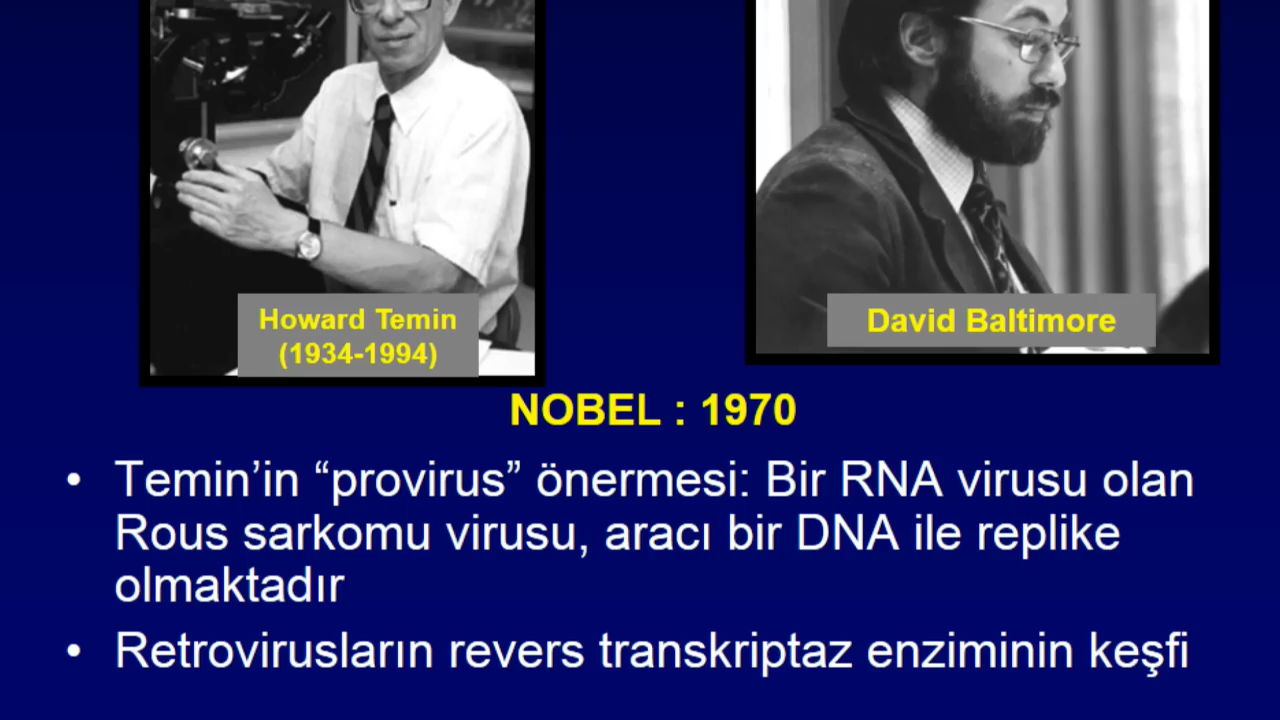 Howard Temin
(1934-1994)
David Baltimore
NOBEL : 1970
• Temin’in “provirus” önermesi: Bir RNA virusu olan
Rous sarkomu virusu, aracı bir DNA ile replike
olmaktadır
• Retrovirusların revers transkriptaz enziminin keşfi